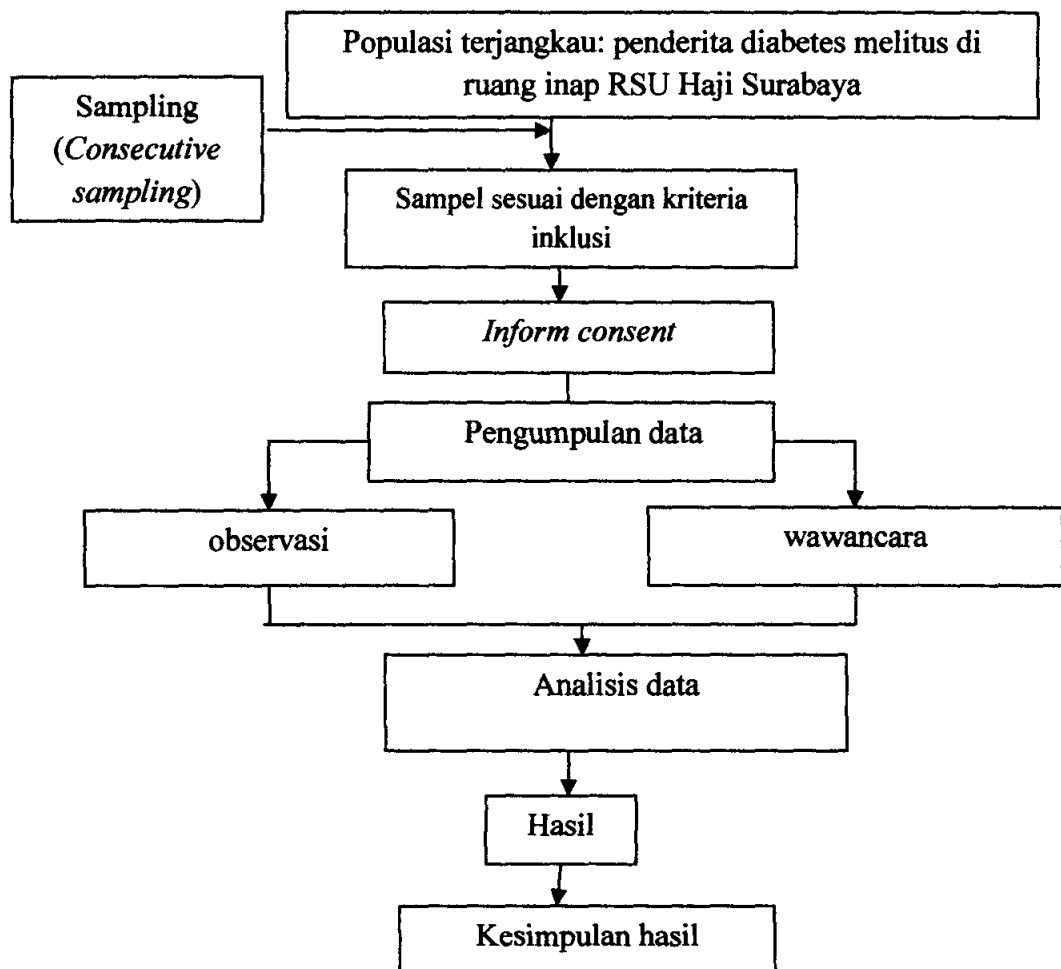 Populasi terjangkau: penderita diabetes melitus di
ruang inap RSU Haji Surabaya
Sampling
(Consecutive
sampling)
Sampel sesuai dengan kriteria
inklusi
Inform consent
Pengumpulan data
observasi
wawancara
Analisis data
Hasil
Kesimpulan hasil